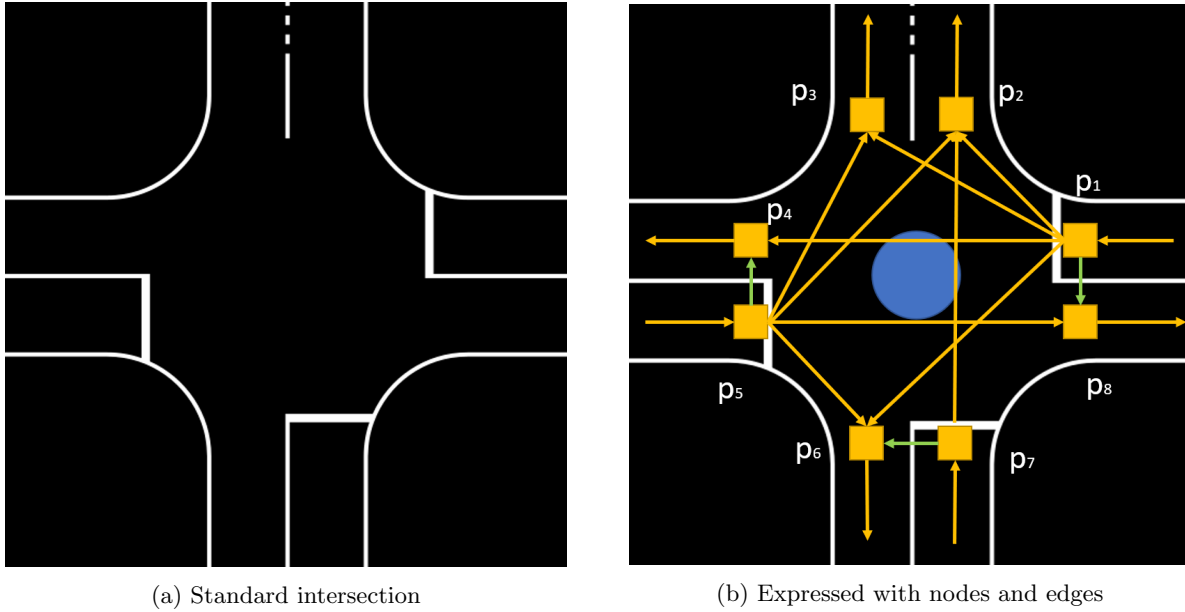 p3
p2
p1
p4
p5
p8
p6
p7
(a) Standard intersection
(b) Expressed with nodes and edges